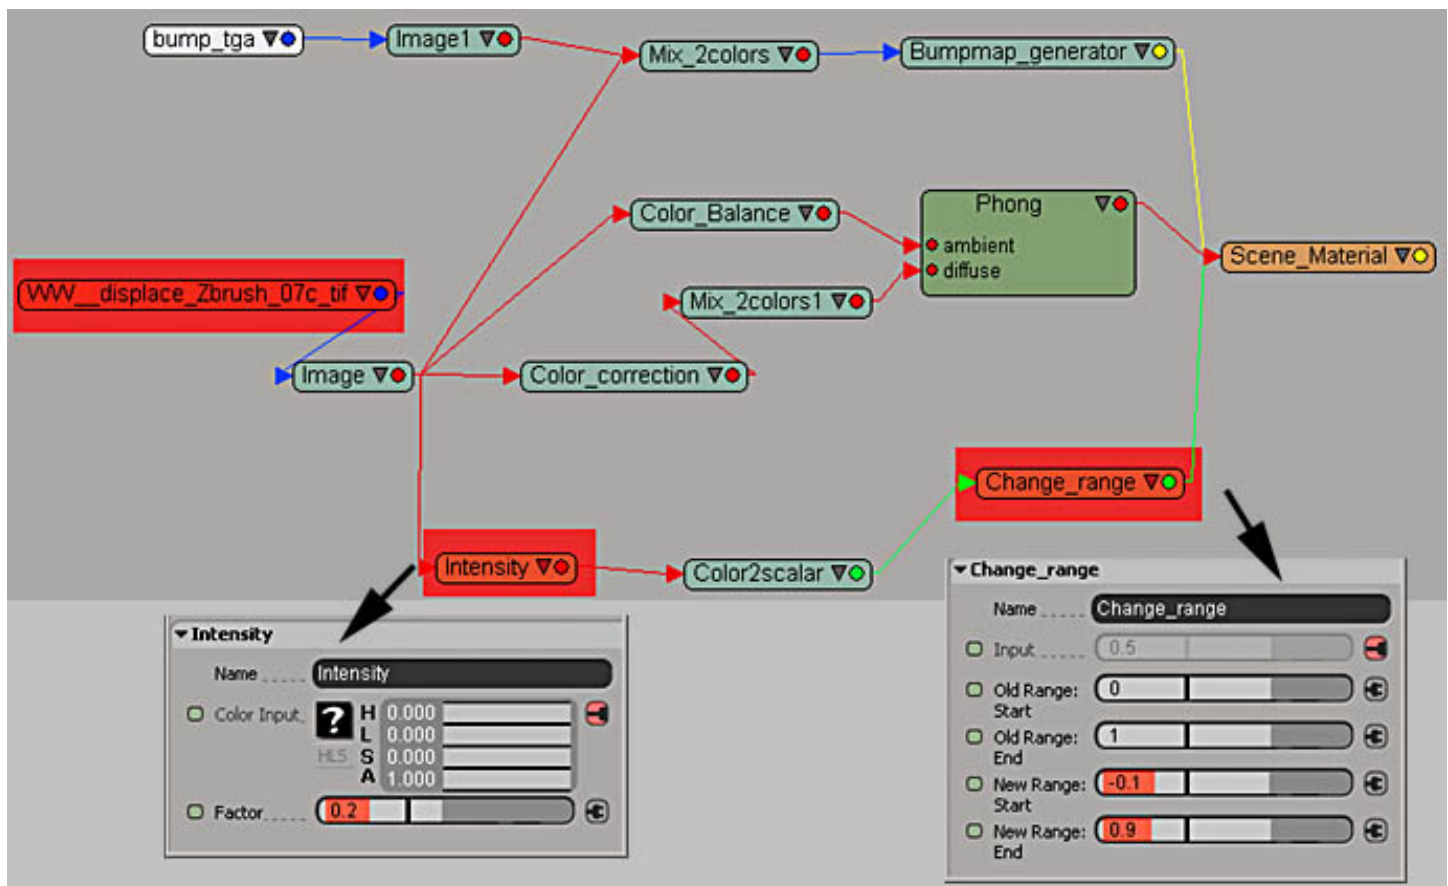 bump_tga
Image1
Mix_2colors
Bumpmap_generator
Color_Balance
Phong
ambient
diffuse
Scene_Material
WW__displace_Zbrush_07c_tif
Mix_2colors1
Image
Color_correction
Change_range
Intensity
Color2scalar
Intensity
Name Intensity
Color Input ? H 0.000
L 0.000
HLS S 0.000
A 1.000
Factor 0.2
Change_range
Name Change_range
Input 0.5
Old Range: 0
Start
Old Range: 1
End
New Range: -0.1
Start
New Range: 0.9
End